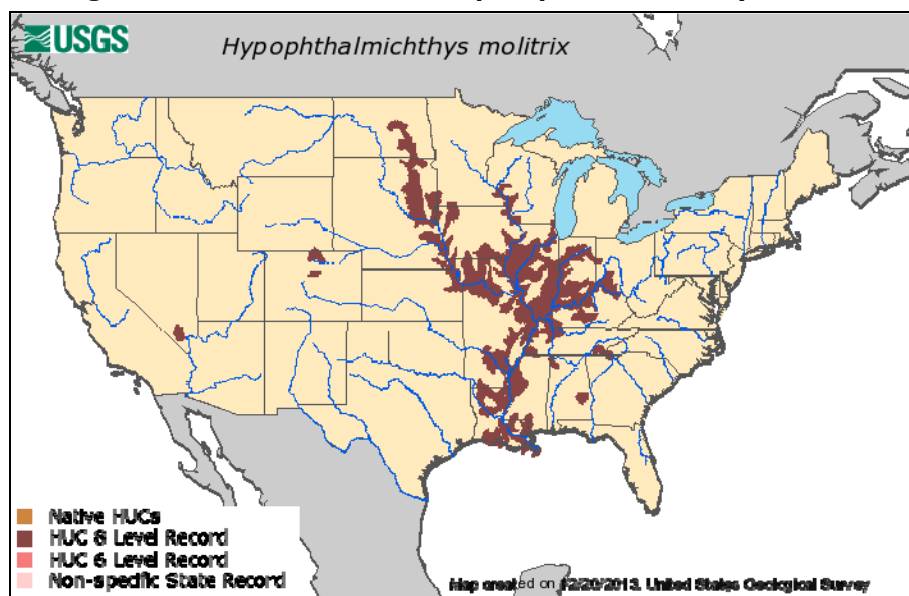 USGS
Hypophthalmichthys molitrix
Native HUCs
HUC 8 Level Record
HUC 6 Level Record
Non-specific State Record
Map created on 12/20/2013. United States Geological Survey